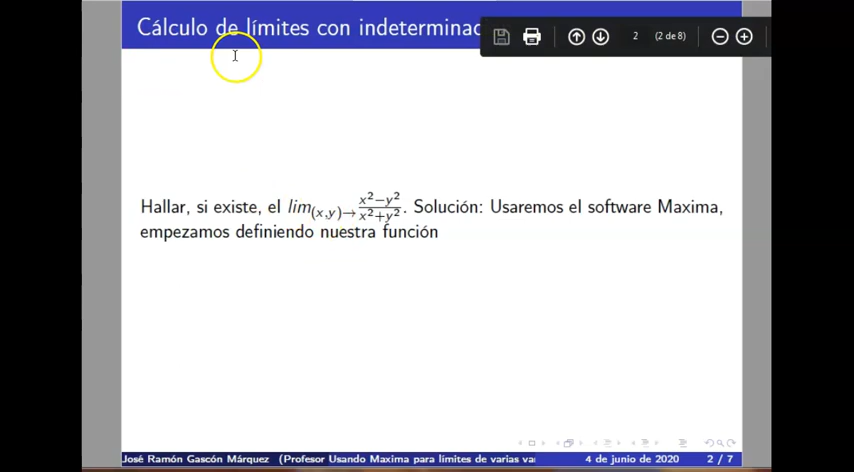 Cálculo de límites con indeterminac
2 (2 de 8)
Hallar, si existe, el lim(x,y)→ x²−y²/x²+y². Solución: Usaremos el software Maxima,
empezamos definiendo nuestra función
José Ramón Gascón Márquez (Profesor Usando Maxima para límites de varias var 4 de junio de 2020 2 / 7